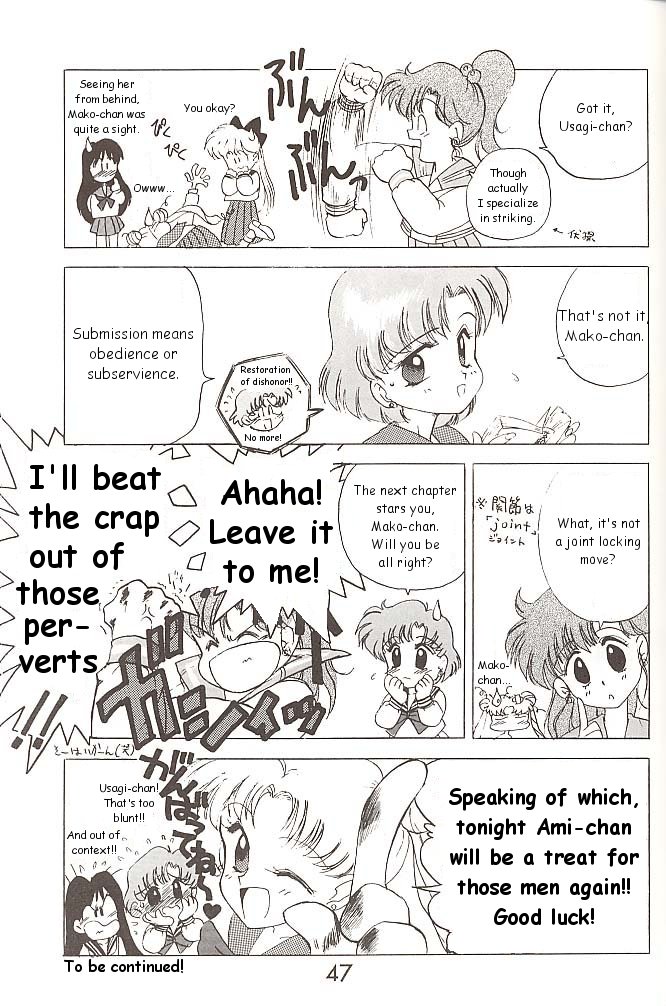 Got it,
Usagi-chan?
Though
actually
I specialize
in striking.
ぶんっ
ぶんっ
You okay?
ぴく
ぴく
Owww...
Seeing her
from behind,
Mako-chan was
quite a sight.
That's not it,
Mako-chan.
Submission means
obedience or
subservience.
Restoration
of dishonor!!
No more!
What, it's not
a joint locking
move?
※関節は
「joint」
ジョイント
Mako-
chan...
The next chapter
stars you,
Mako-chan.
Will you be
all right?
Ahaha!
Leave it
to me!
I'll beat
the crap
out of
those
per-
verts
!!
Speaking of which,
tonight Ami-chan
will be a treat for
those men again!!
Good luck!
がんばってね〜♥
Usagi-chan!
That's too
blunt!!
And out of
context!!
To be continued!
47